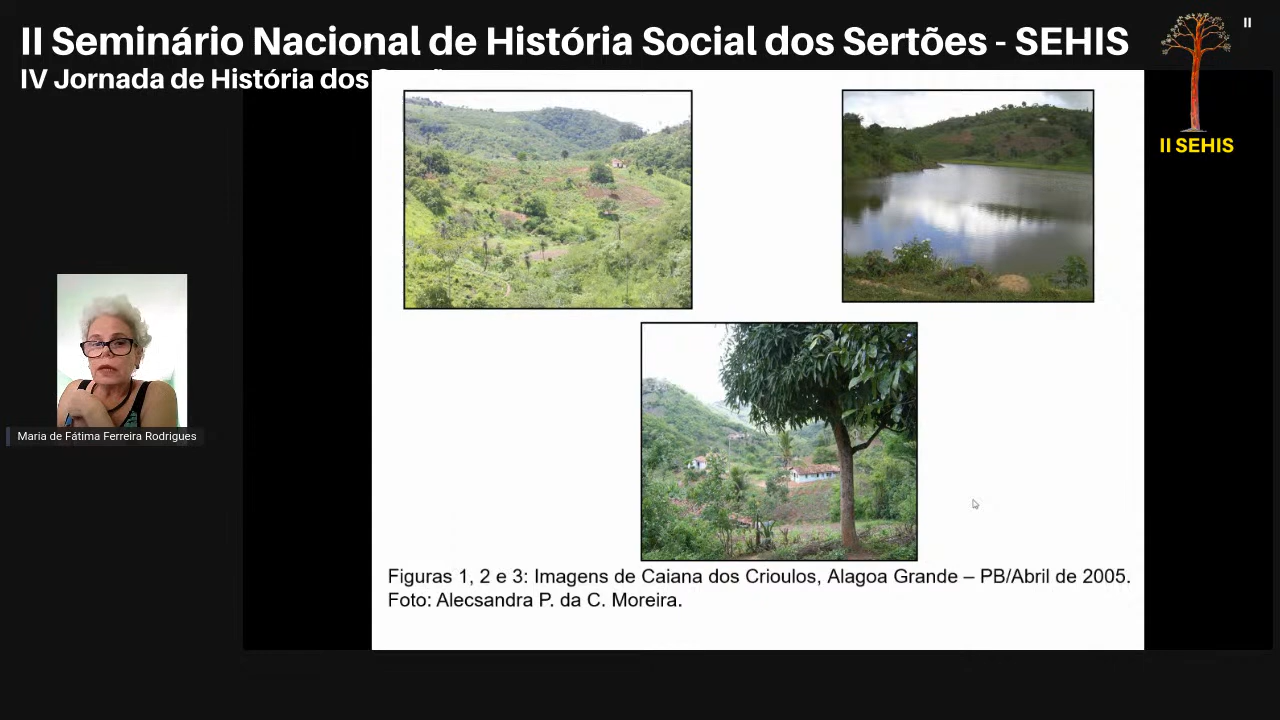 II Seminário Nacional de História Social dos Sertões - SEHIS
IV Jornada de História dos
II
II SEHIS
Maria de Fátima Ferreira Rodrigues
Figuras 1, 2 e 3: Imagens de Caiana dos Crioulos, Alagoa Grande – PB/Abril de 2005.
Foto: Alecsandra P. da C. Moreira.